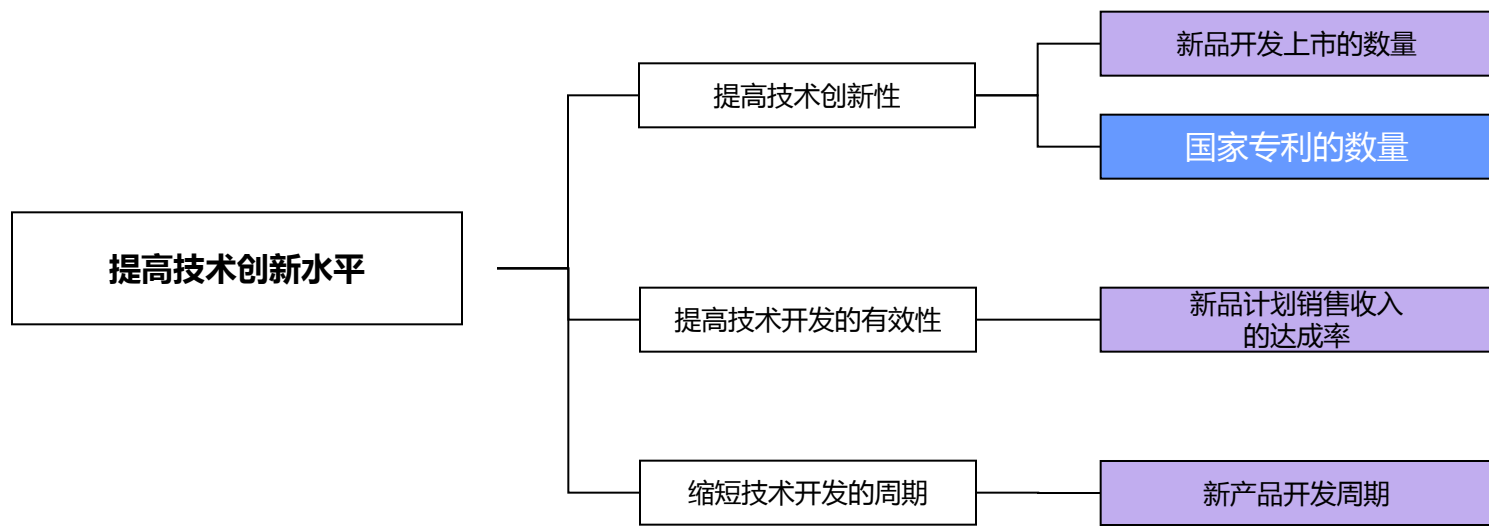 新品开发上市的数量
提高技术创新性
国家专利的数量
提高技术创新水平
提高技术开发的有效性
新品计划销售收入
的达成率
缩短技术开发的周期
新产品开发周期